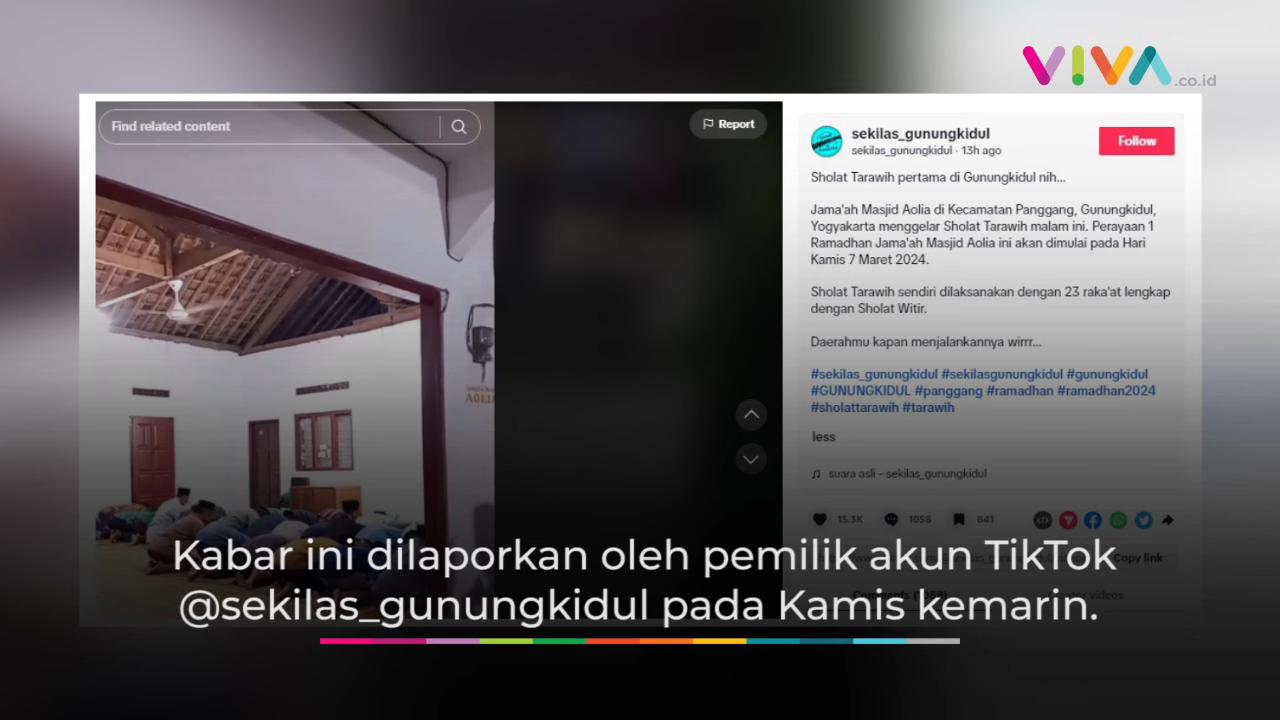 VIVA.co.id
Find related content
Report
sekilas_gunungkidul
sekilas_gunungkidul · 13h ago
Follow
Sholat Tarawih pertama di Gunungkidul nih...
Jama'ah Masjid Aolia di Kecamatan Panggang, Gunungkidul,
Yogyakarta menggelar Sholat Tarawih malam ini. Perayaan 1
Ramadhan Jama'ah Masjid Aolia ini akan dimulai pada Hari
Kamis 7 Maret 2024.
Sholat Tarawih sendiri dilaksanakan dengan 23 raka'at lengkap
dengan Sholat Witir.
Daerahmu kapan menjalankannya wirrr...
#sekilas_gunungkidul #sekilasgunungkidul #gunungkidul
#GUNUNGKIDUL #panggang #ramadhan #ramadhan2024
#sholattarawih #tarawih
less
suara asli - sekilas_gunungkidul
15.3K 1058 841
Copy link
Comments (1058)
videos
Kabar ini dilaporkan oleh pemilik akun TikTok
@sekilas_gunungkidul pada Kamis kemarin.